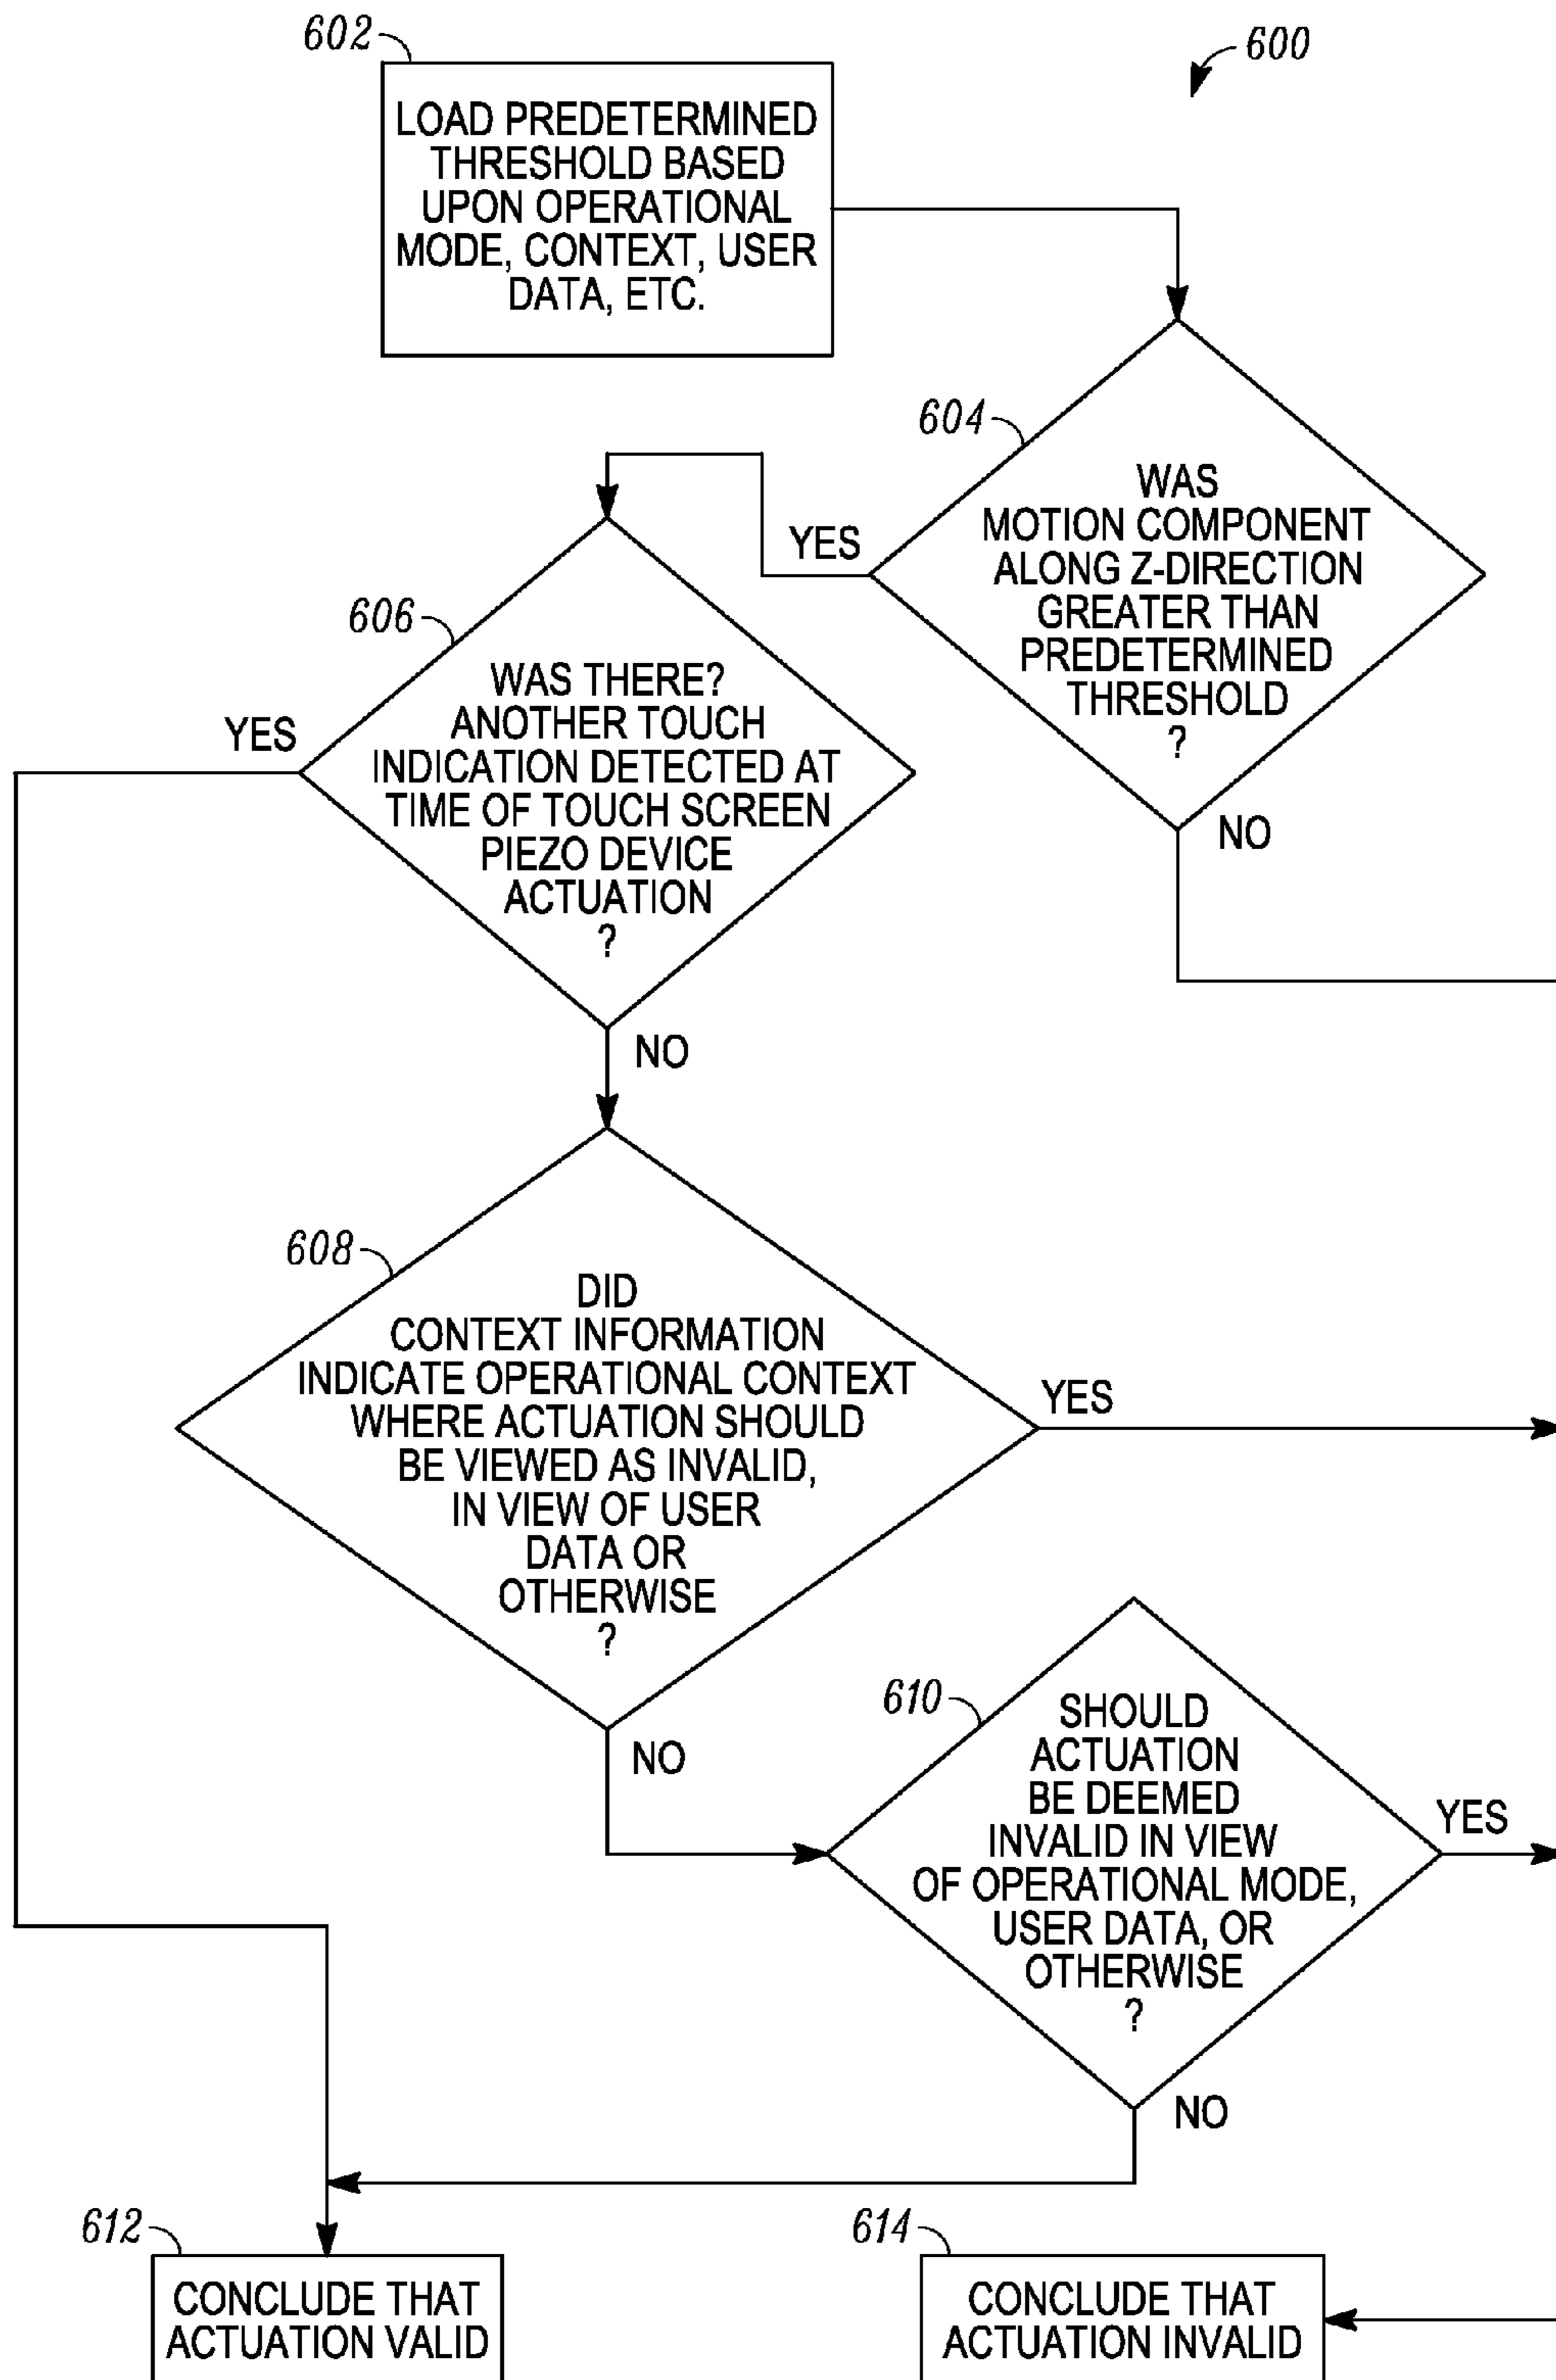 602
600
LOAD PREDETERMINED
THRESHOLD BASED
UPON OPERATIONAL
MODE, CONTEXT, USER
DATA, ETC.
604
WAS
MOTION COMPONENT
ALONG Z-DIRECTION
GREATER THAN
PREDETERMINED
THRESHOLD
?
YES
NO
606
WAS THERE?
ANOTHER TOUCH
INDICATION DETECTED AT
TIME OF TOUCH SCREEN
PIEZO DEVICE
ACTUATION
?
YES
NO
608
DID
CONTEXT INFORMATION
INDICATE OPERATIONAL CONTEXT
WHERE ACTUATION SHOULD
BE VIEWED AS INVALID,
IN VIEW OF USER
DATA OR
OTHERWISE
?
YES
NO
610
SHOULD
ACTUATION
BE DEEMED
INVALID IN VIEW
OF OPERATIONAL MODE,
USER DATA, OR
OTHERWISE
?
YES
NO
612
CONCLUDE THAT
ACTUATION VALID
614
CONCLUDE THAT
ACTUATION INVALID